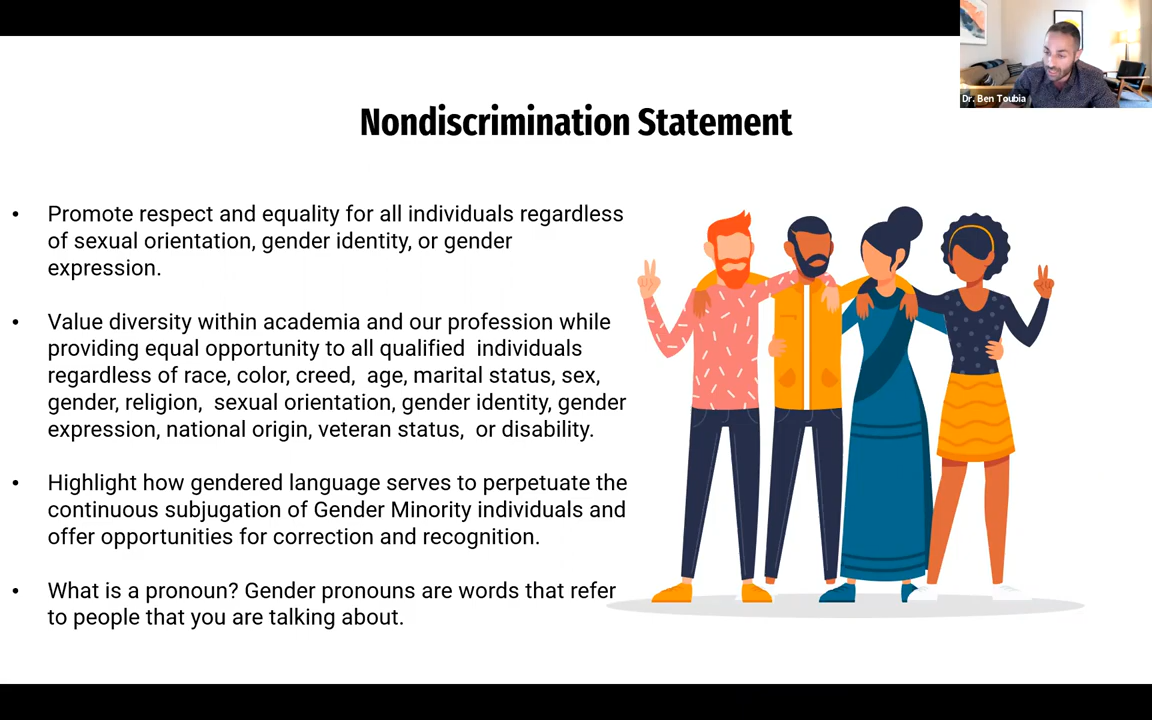 Dr. Ben Toubia
Nondiscrimination Statement
• Promote respect and equality for all individuals regardless
of sexual orientation, gender identity, or gender
expression.
• Value diversity within academia and our profession while
providing equal opportunity to all qualified individuals
regardless of race, color, creed, age, marital status, sex,
gender, religion, sexual orientation, gender identity, gender
expression, national origin, veteran status, or disability.
• Highlight how gendered language serves to perpetuate the
continuous subjugation of Gender Minority individuals and
offer opportunities for correction and recognition.
• What is a pronoun? Gender pronouns are words that refer
to people that you are talking about.